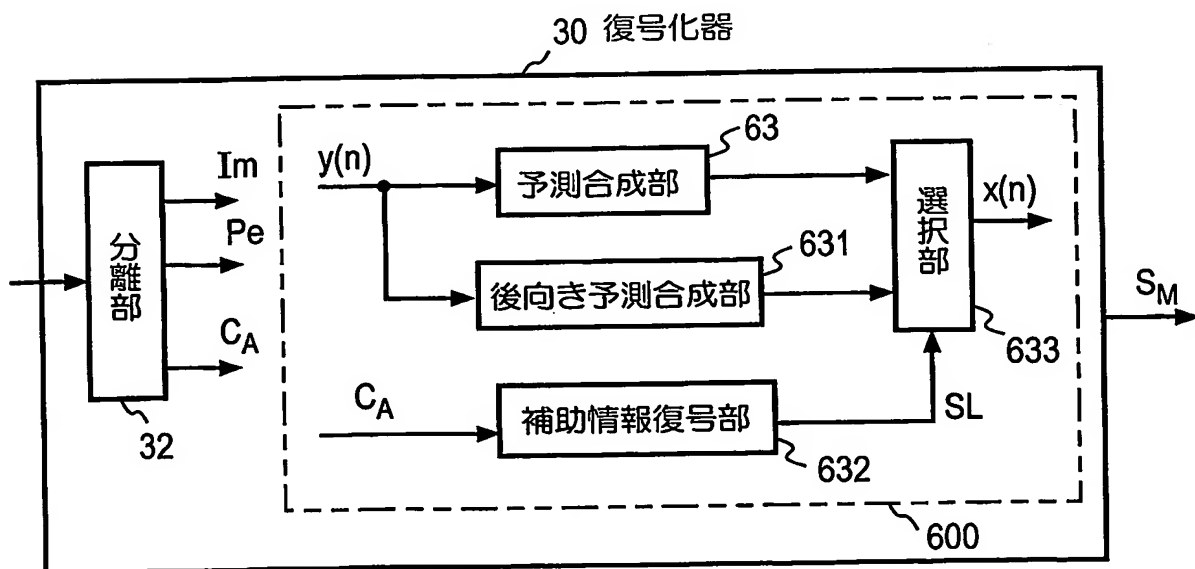 30 復号化器
分離部
32
Im
Pe
CA
y(n)
予測合成部
63
後向き予測合成部
631
CA
補助情報復号部
632
選択部
633
SL
x(n)
600
SM